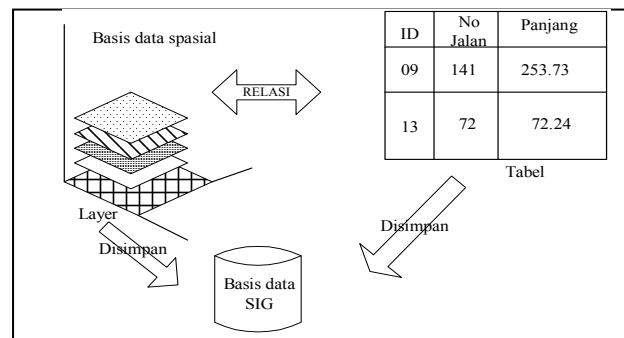 Basis data spasial
RELASI
ID No Jalan Panjang
09 141 253.73
13 72 72.24
Tabel
Layer
Disimpan
Disimpan
Basis data
SIG